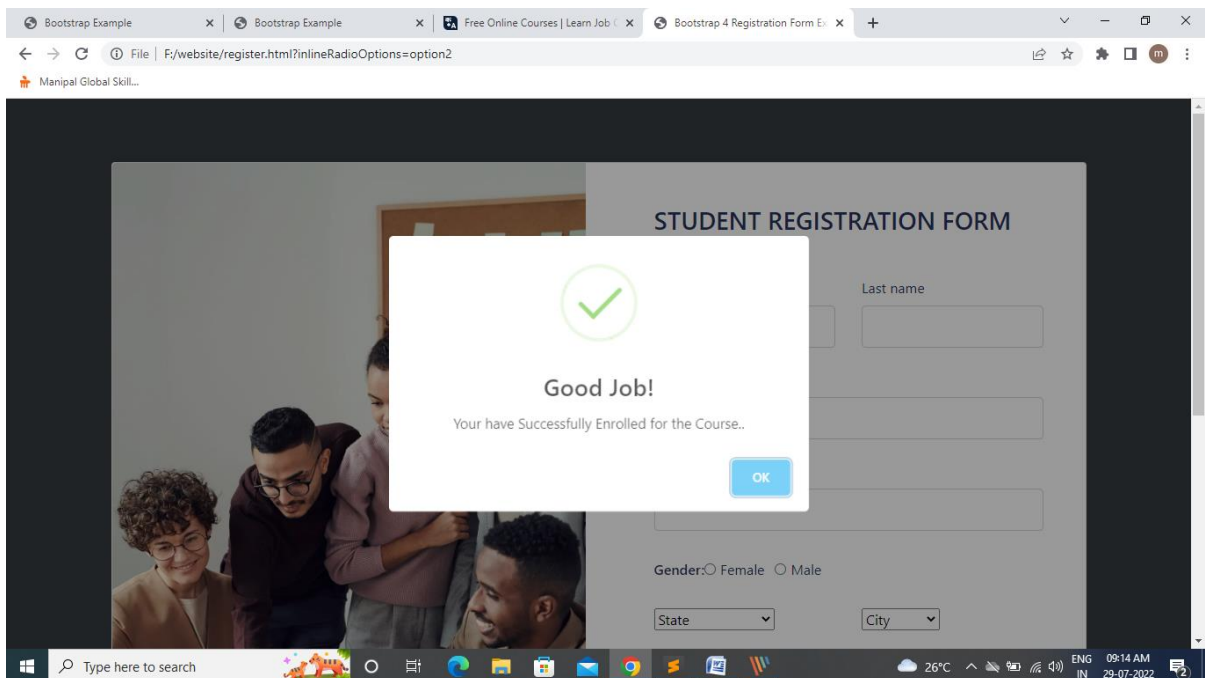 Bootstrap Example
Bootstrap Example
Free Online Courses | Learn Job
Bootstrap 4 Registration Form Ex
File | F:/website/register.html?inlineRadioOptions=option2
m
Manipal Global Skill...
STUDENT REGISTRATION FORM
Last name
Good Job!
Your have Successfully Enrolled for the Course..
OK
Gender: Female Male
State
City
Type here to search
26°C
ENG
IN
09:14 AM
29-07-2022
2